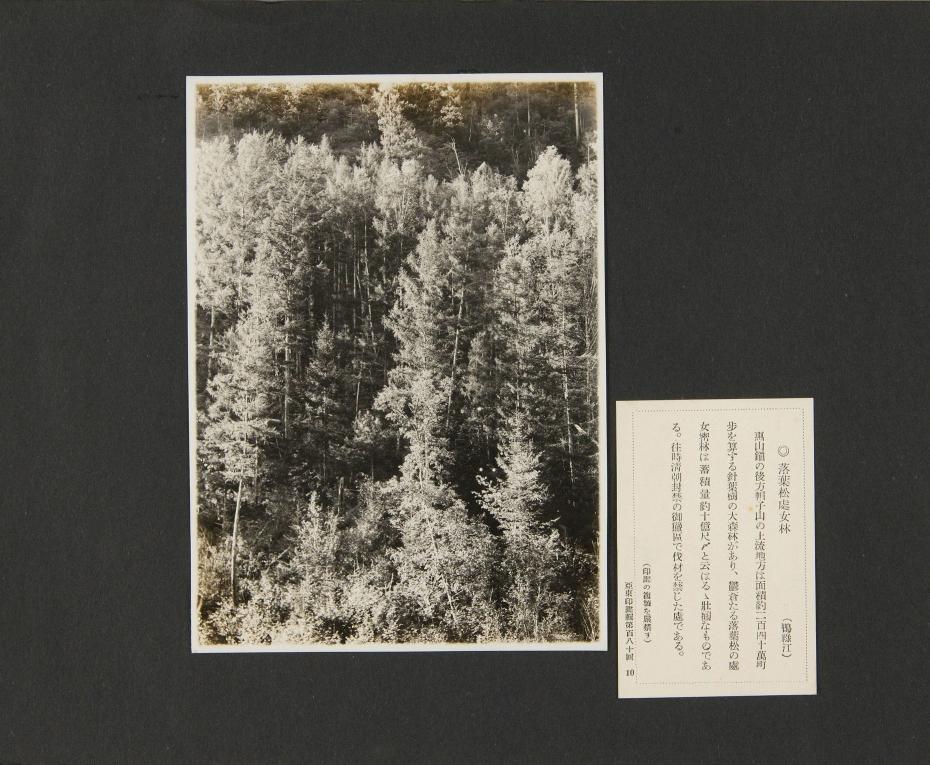 ◎ 落葉松處女林 (鴨綠江)
惠山鎭の後方帽子山の上流地方は面積約二百四十萬町
步を算する針葉樹の大森林があり、鬱倉たる落葉松の處
女密林は蓄積量約十億尺〆と云はるゝ壯觀なものであ
る。往時淸朝封禁の御獵區で伐材を禁じた處である。
(印畫の複製を嚴禁す)
亞東印畫輯第百八十回 10